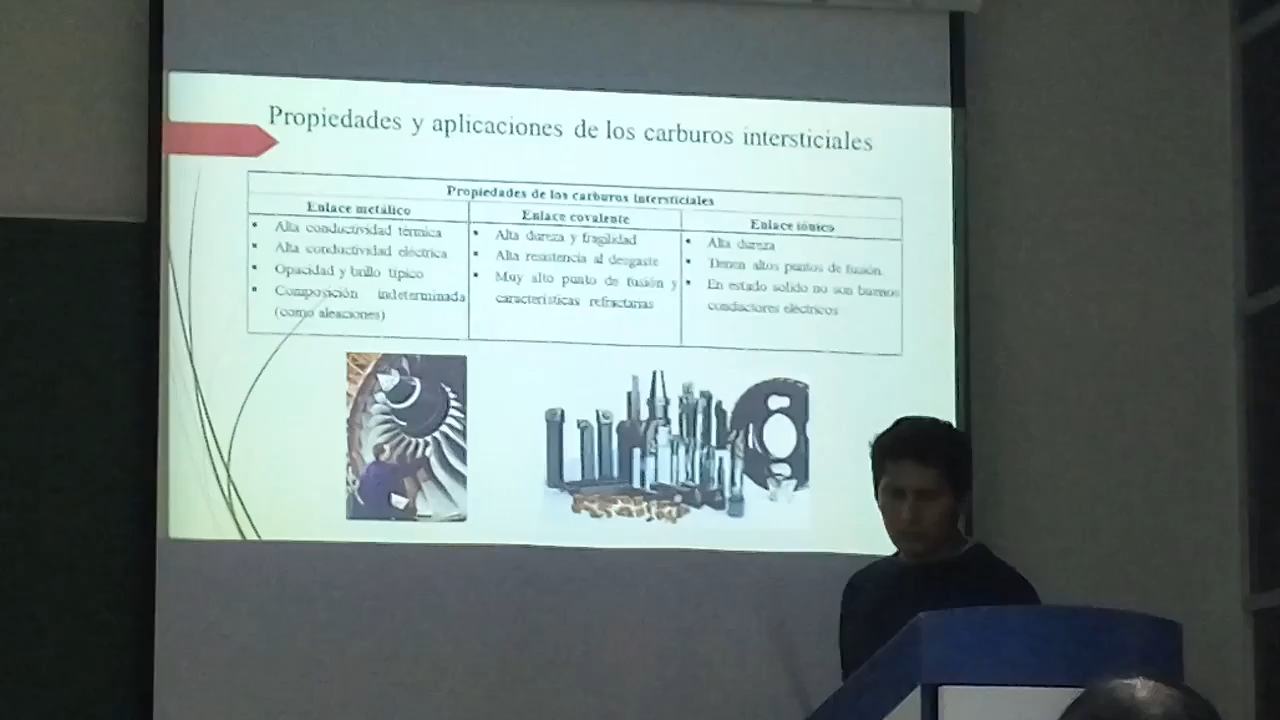 Propiedades y aplicaciones de los carburos intersticiales
Propiedades de los carburos intersticiales
Enlace metálico
Enlace covalente
Enlace iónico
▪ Alta conductividad térmica
▪ Alta conductividad eléctrica
▪ Opacidad y brillo típico
▪ Composición indeterminada
(como aleaciones)
▪ Alta dureza y fragilidad
▪ Alta resistencia al desgaste
▪ Muy alto punto de fusión y
características refractarias
▪ Alta dureza
▪ Tienen altos puntos de fusión.
▪ En estado solido no son buenos
conductores eléctricos